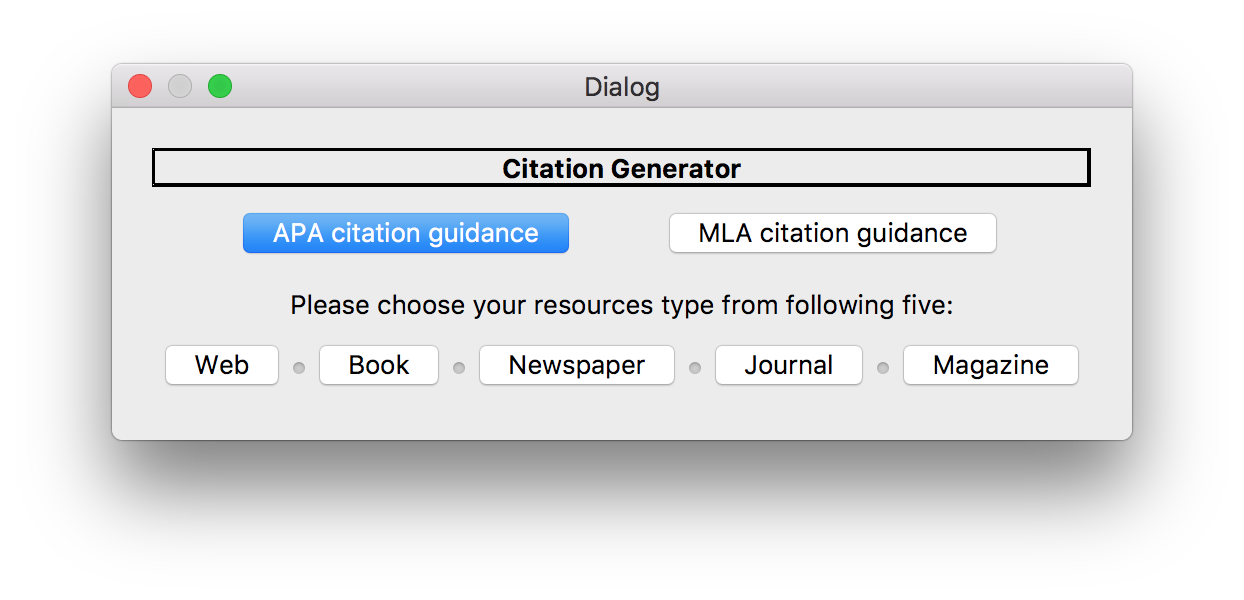 Dialog
Citation Generator
APA citation guidance MLA citation guidance
Please choose your resources type from following five:
Web Book Newspaper Journal Magazine